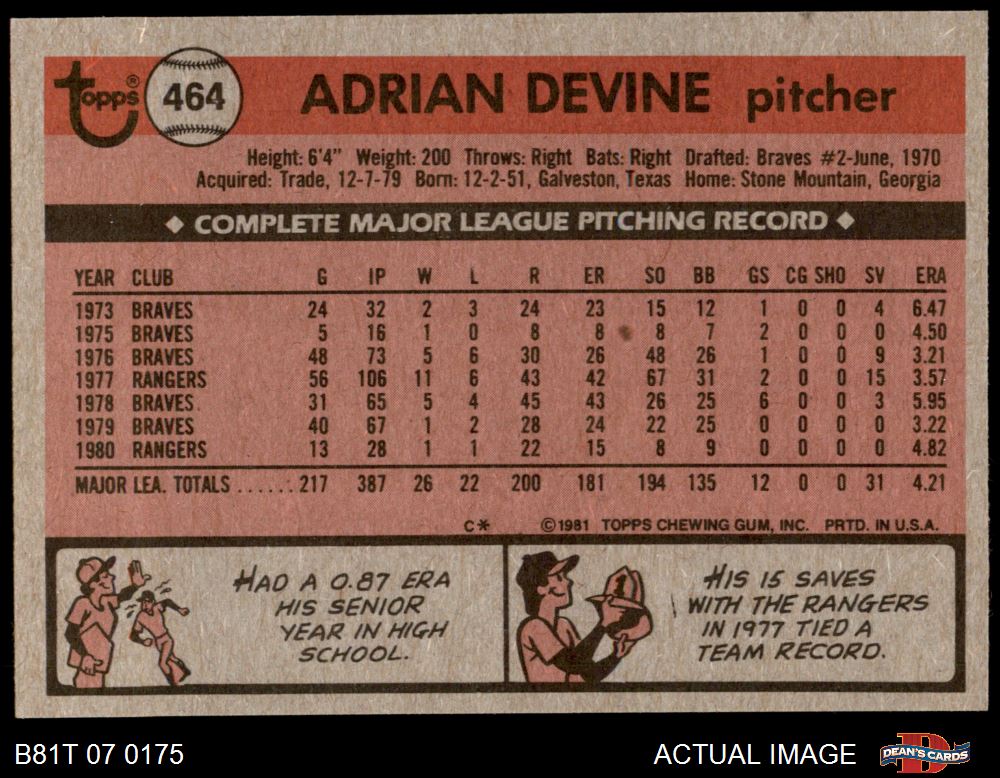 Topps® 464 ADRIAN DEVINE pitcher
Height: 6'4" Weight: 200 Throws: Right Bats: Right Drafted: Braves #2-June, 1970
Acquired: Trade, 12-7-79 Born: 12-2-51, Galveston, Texas Home: Stone Mountain, Georgia
◆ COMPLETE MAJOR LEAGUE PITCHING RECORD ◆
YEAR CLUB G IP W L R ER SO BB GS CG SHO SV ERA
1973 BRAVES 24 32 2 3 24 23 15 12 1 0 0 4 6.47
1975 BRAVES 5 16 1 0 8 8 8 7 2 0 0 0 4.50
1976 BRAVES 48 73 5 6 30 26 48 26 1 0 0 9 3.21
1977 RANGERS 56 106 11 6 43 42 67 31 2 0 0 15 3.57
1978 BRAVES 31 65 5 4 45 43 26 25 6 0 0 3 5.95
1979 BRAVES 40 67 1 2 28 24 22 25 0 0 0 0 3.22
1980 RANGERS 13 28 1 1 22 15 8 9 0 0 0 0 4.82
MAJOR LEA. TOTALS ...... 217 387 26 22 200 181 194 135 12 0 0 31 4.21
C* ©1981 TOPPS CHEWING GUM, INC. PRTD. IN U.S.A.
HAD A 0.87 ERA
HIS SENIOR
YEAR IN HIGH
SCHOOL.
1
HIS 15 SAVES
WITH THE RANGERS
IN 1977 TIED A
TEAM RECORD.
B81T 07 0175 ACTUAL IMAGE D DEAN'S CARDS